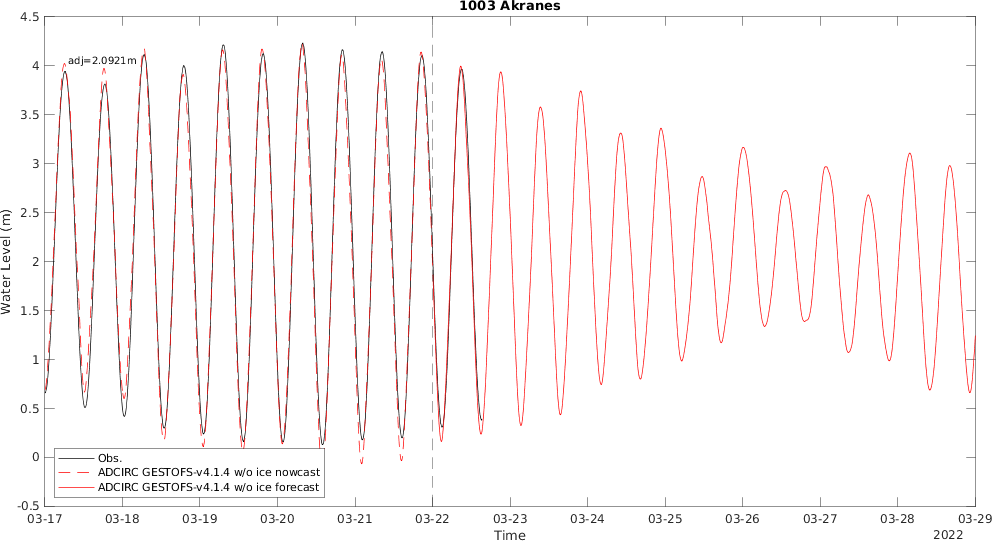 1003 Akranes
4.5
4
3.5
3
2.5
2
1.5
1
0.5
0
-0.5
Water Level (m)
adj=2.0921m
Obs.
ADCIRC GESTOFS-v4.1.4 w/o ice nowcast
ADCIRC GESTOFS-v4.1.4 w/o ice forecast
03-17 03-18 03-19 03-20 03-21 03-22 03-23 03-24 03-25 03-26 03-27 03-28 03-29
Time
2022